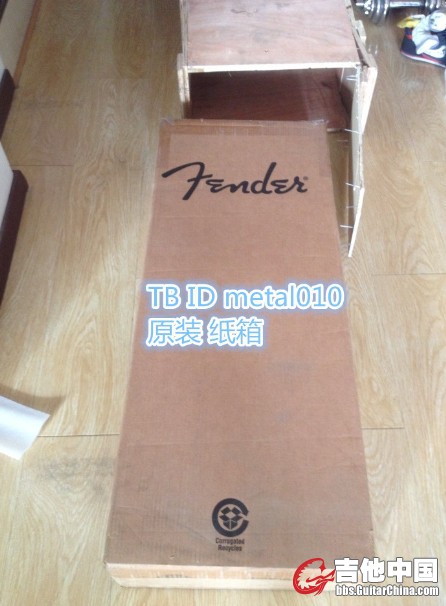 Fender®
TB ID metal010
原装 纸箱
Corrugated
Recycles
吉他中国
bbs.GuitarChina.com